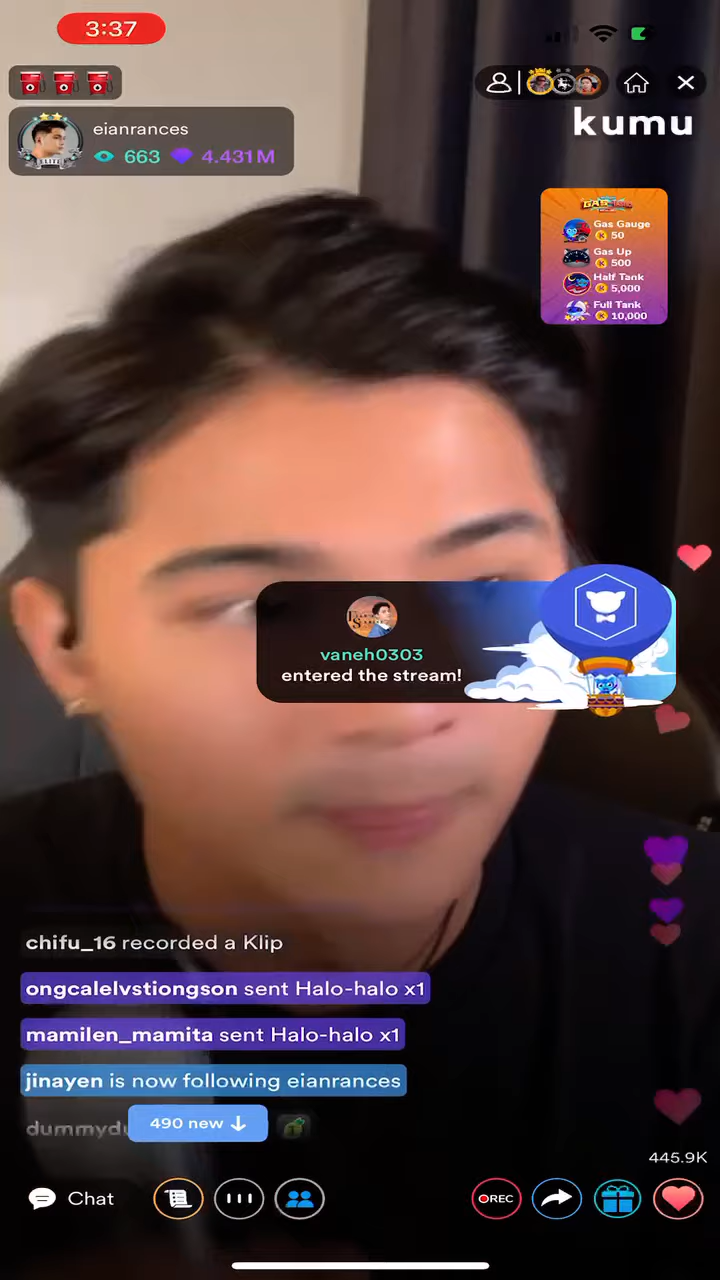 3:37
eianrances
663
4.431M
ELITE
kumu
Gas Gauge
50
Gas Up
500
Half Tank
5,000
Full Tank
10,000
vaneh0303
entered the stream!
chifu_16 recorded a Klip
ongcalelvstiongson sent Halo-halo x1
mamilen_mamita sent Halo-halo x1
jinayen is now following eianrances
490 new
445.9K
Chat
REC